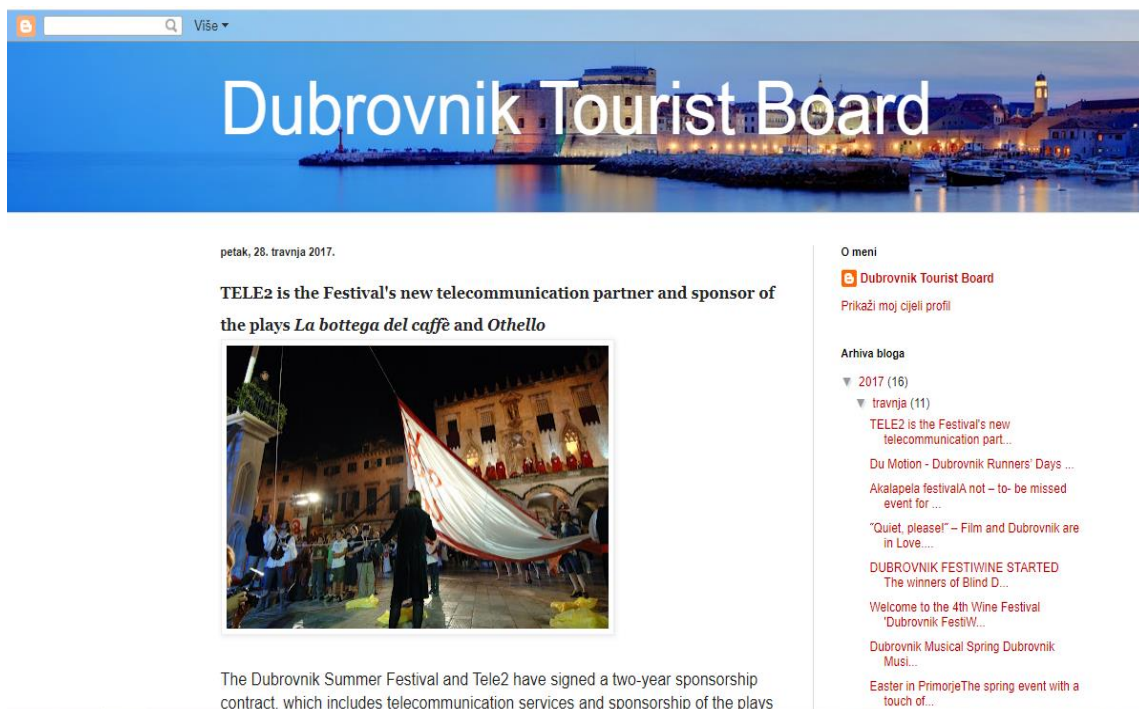 Više
Dubrovnik Tourist Board
petak, 28. travnja 2017.
TELE2 is the Festival's new telecommunication partner and sponsor of
the plays La bottega del caffè and Othello
The Dubrovnik Summer Festival and Tele2 have signed a two-year sponsorship
contract, which includes telecommunication services and sponsorship of the plays
O meni
Dubrovnik Tourist Board
Prikaži moj cijeli profil
Arhiva bloga
2017 (16)
travnja (11)
TELE2 is the Festival's new
telecommunication part...
Du Motion - Dubrovnik Runners' Days ...
Akalapela festivalA not – to- be missed
event for ...
"Quiet, please!" – Film and Dubrovnik are
in Love....
DUBROVNIK FESTIWINE STARTED
The winners of Blind D...
Welcome to the 4th Wine Festival
'Dubrovnik FestiW...
Dubrovnik Musical Spring Dubrovnik
Musi...
Easter in PrimorjeThe spring event with a
touch of...